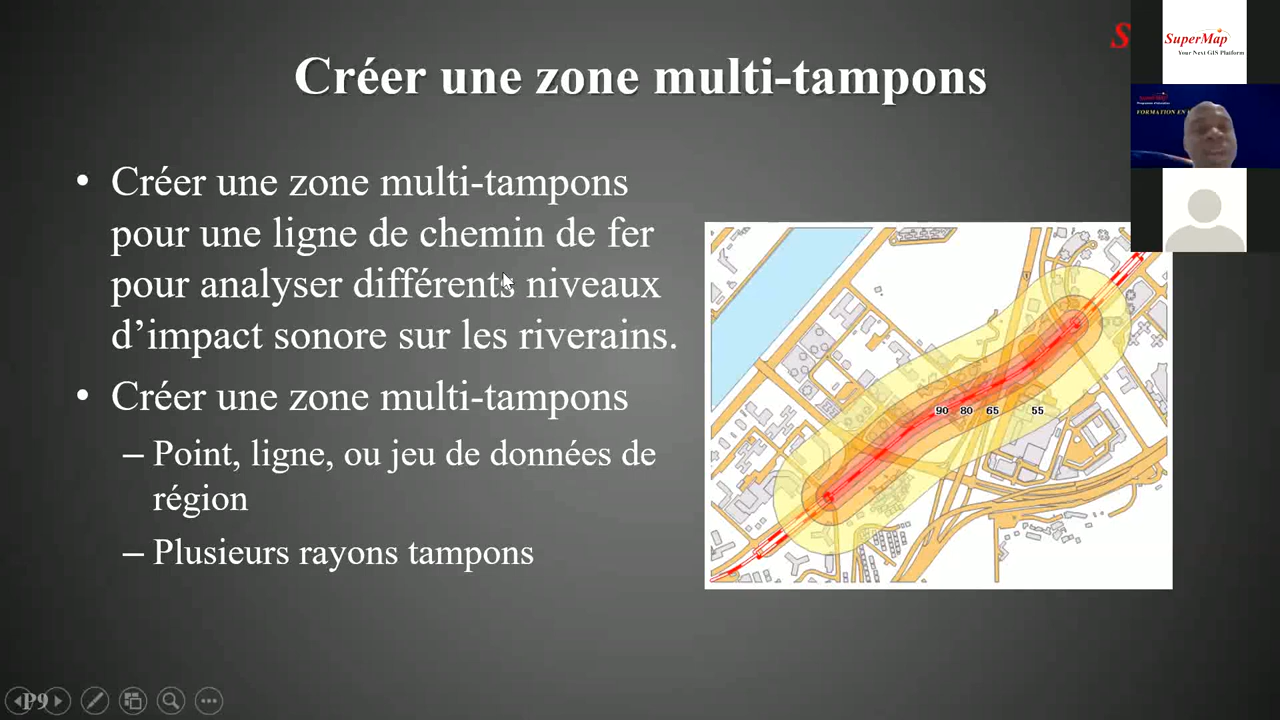 Créer une zone multi-tampons
S
SuperMap
Your Next GIS Platform
FORMATION EN
• Créer une zone multi-tampons
pour une ligne de chemin de fer
pour analyser différents niveaux
d’impact sonore sur les riverains.
• Créer une zone multi-tampons
– Point, ligne, ou jeu de données de
région
– Plusieurs rayons tampons
90 80 65 55
P9